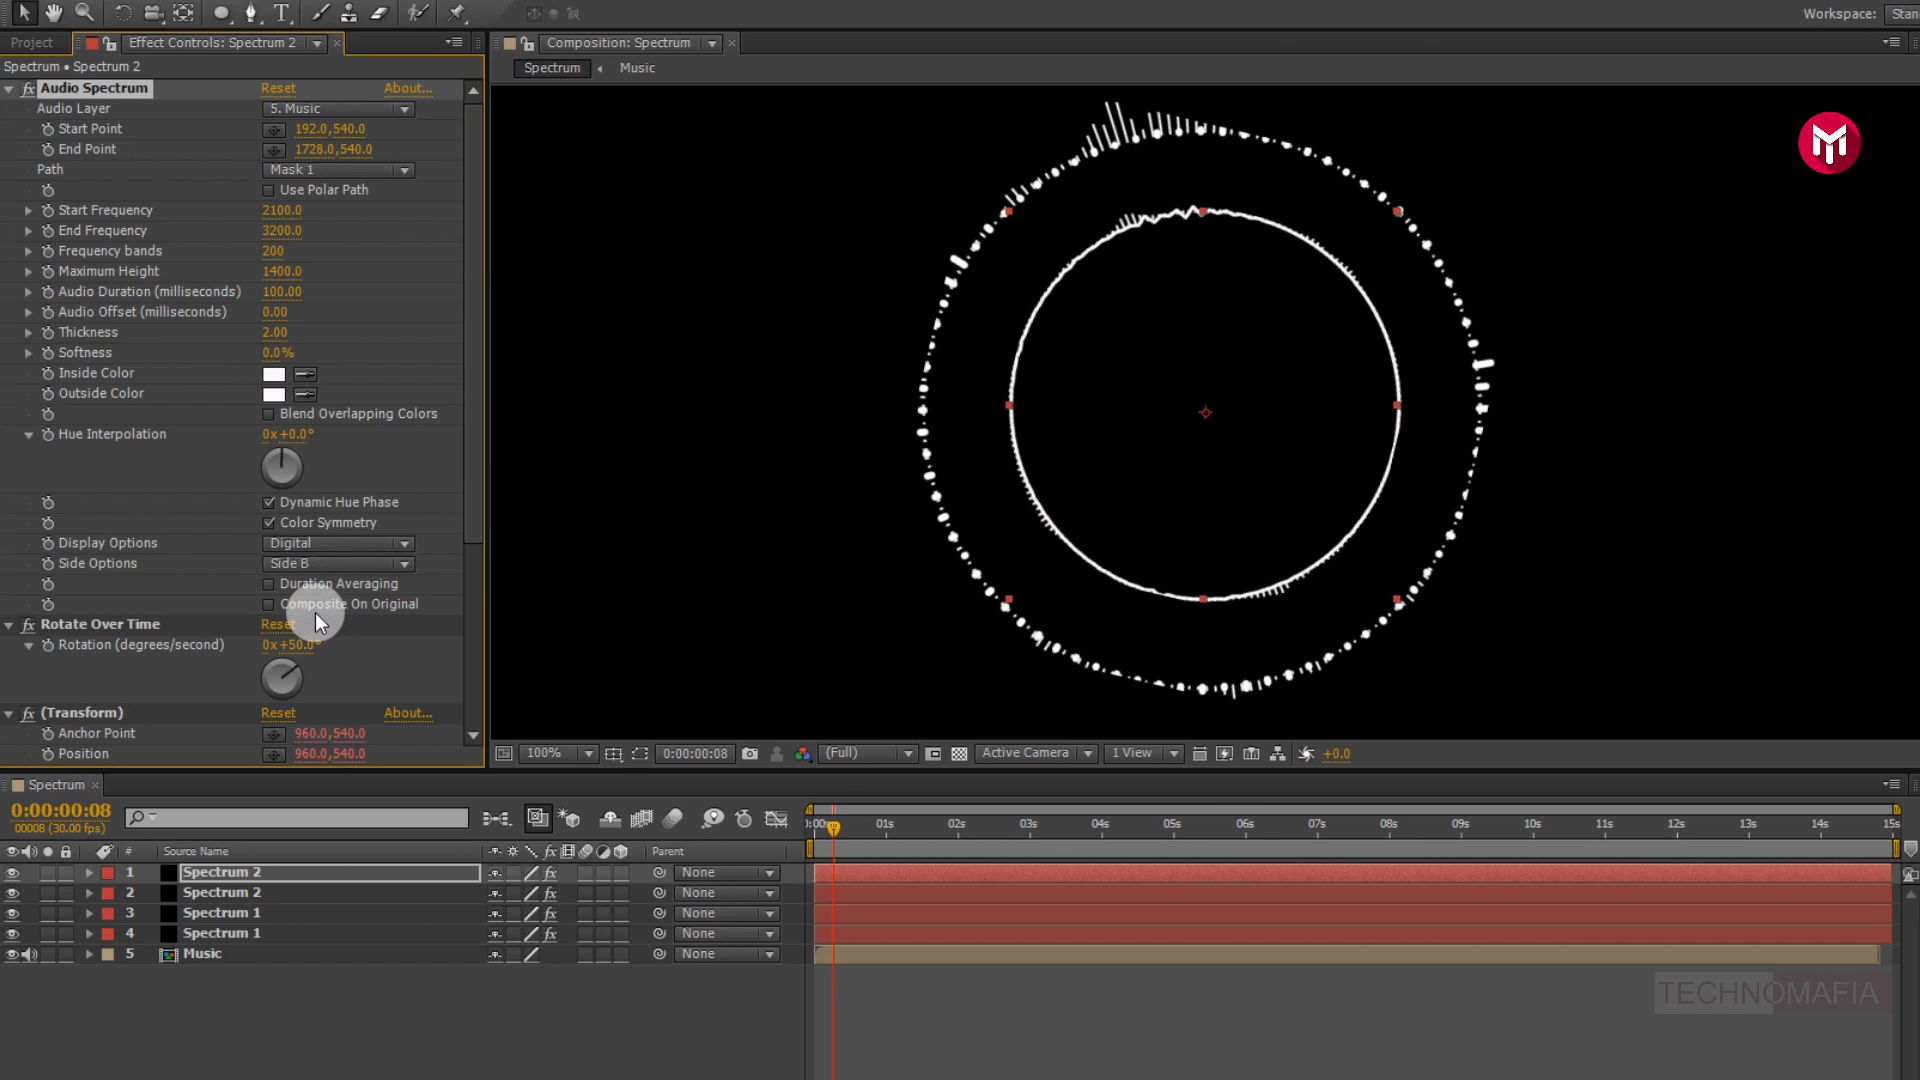 Workspace: Stan
Project
Effect Controls: Spectrum 2
Composition: Spectrum
Spectrum • Spectrum 2
Spectrum
Music
fx Audio Spectrum Reset About...
Audio Layer 5. Music
Start Point 192.0,540.0
End Point 1728.0,540.0
Path Mask 1
Use Polar Path
Start Frequency 2100.0
End Frequency 3200.0
Frequency bands 200
Maximum Height 1400.0
Audio Duration (milliseconds) 100.00
Audio Offset (milliseconds) 0.00
Thickness 2.00
Softness 0.0%
Inside Color
Outside Color
Blend Overlapping Colors
Hue Interpolation 0x+0.0°
Dynamic Hue Phase
Color Symmetry
Display Options Digital
Side Options Side B
Duration Averaging
Composite On Original
fx Rotate Over Time Reset
Rotation (degrees/second) 0x+50.0°
fx (Transform) Reset About...
Anchor Point 960.0,540.0
Position 960.0,540.0
100% 0:00:00:08 (Full) Active Camera 1 View +0.0
Spectrum
0:00:00:08
00008 (30.00 fps)
01s 02s 03s 04s 05s 06s 07s 08s 09s 10s 11s 12s 13s 14s 15s
# Source Name fx Parent
1 Spectrum 2 fx None
2 Spectrum 2 fx None
3 Spectrum 1 fx None
4 Spectrum 1 fx None
5 Music None
TECHNOMAFIA